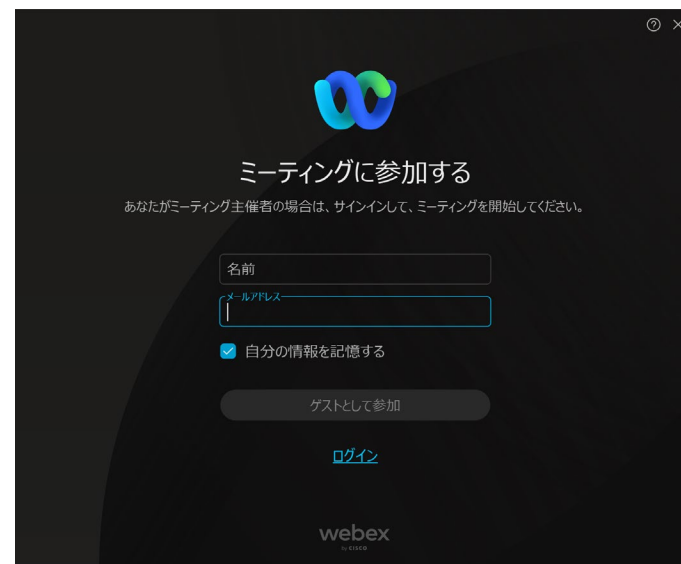 ミーティングに参加する
あなたがミーティング主催者の場合は、サインインして、ミーティングを開始してください。
名前
メールアドレス
自分の情報を記憶する
ゲストとして参加
ログイン
webex
by CISCO